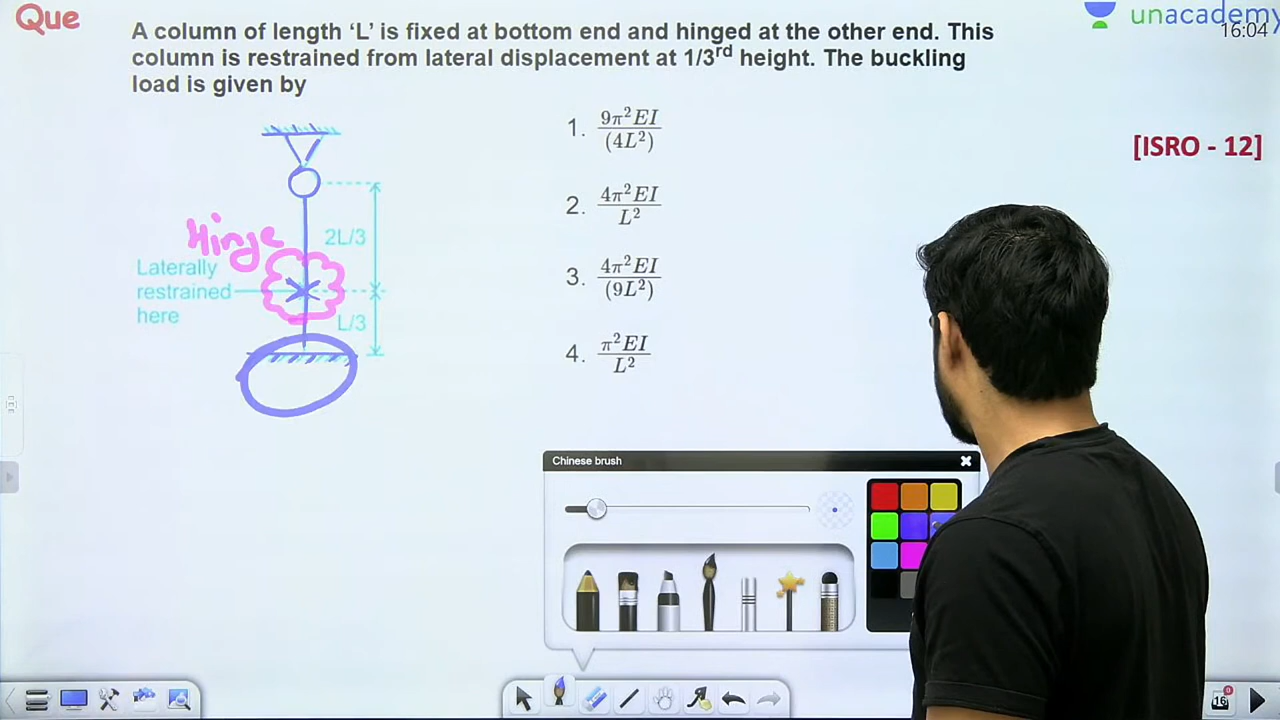 Que
unacademy
16:04
A column of length ‘L’ is fixed at bottom end and hinged at the other end. This
column is restrained from lateral displacement at 1/3rd height. The buckling
load is given by
[ISRO - 12]
1. 9π²EI/(4L²)
2. 4π²EI/L²
3. 4π²EI/(9L²)
4. π²EI/L²
Hinge
2L/3
Laterally
restrained
here
L/3
Chinese brush
16